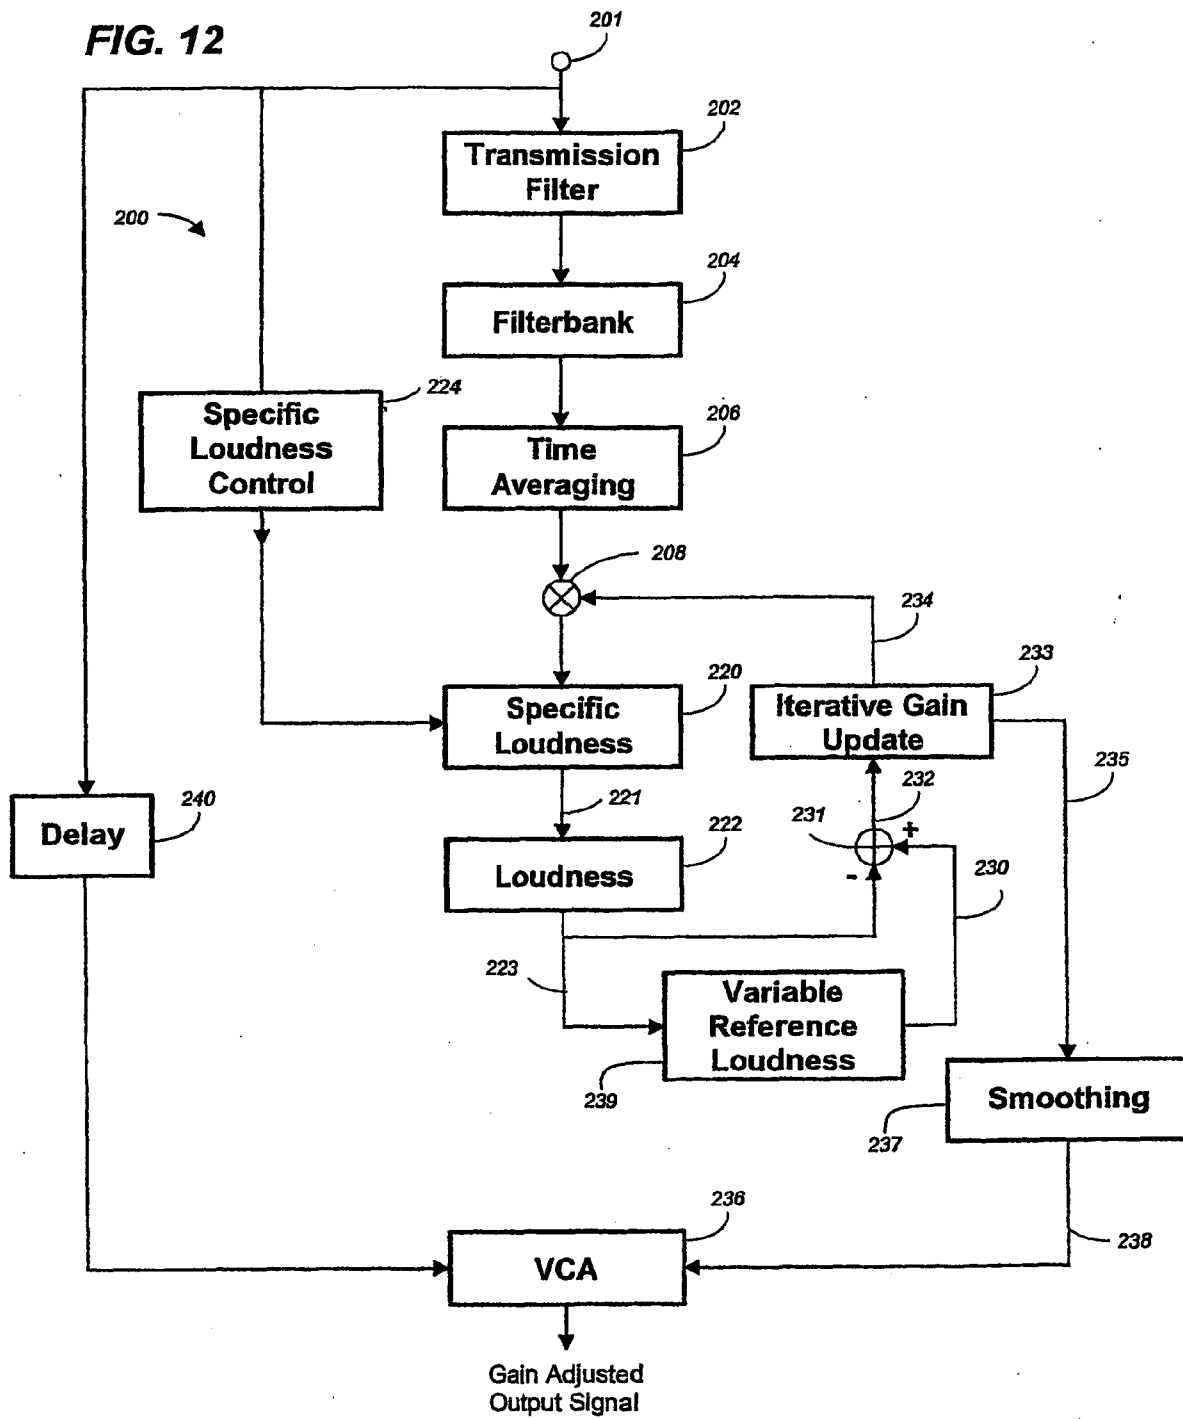 FIG. 12
201
202
Transmission
Filter
200
204
Filterbank
224
Specific
Loudness
Control
206
Time
Averaging
208
234
220
Specific
Loudness
233
Iterative Gain
Update
235
240
Delay
221
232
231
+
-
222
Loudness
230
223
Variable
Reference
Loudness
239
Smoothing
237
236
VCA
238
Gain Adjusted
Output Signal